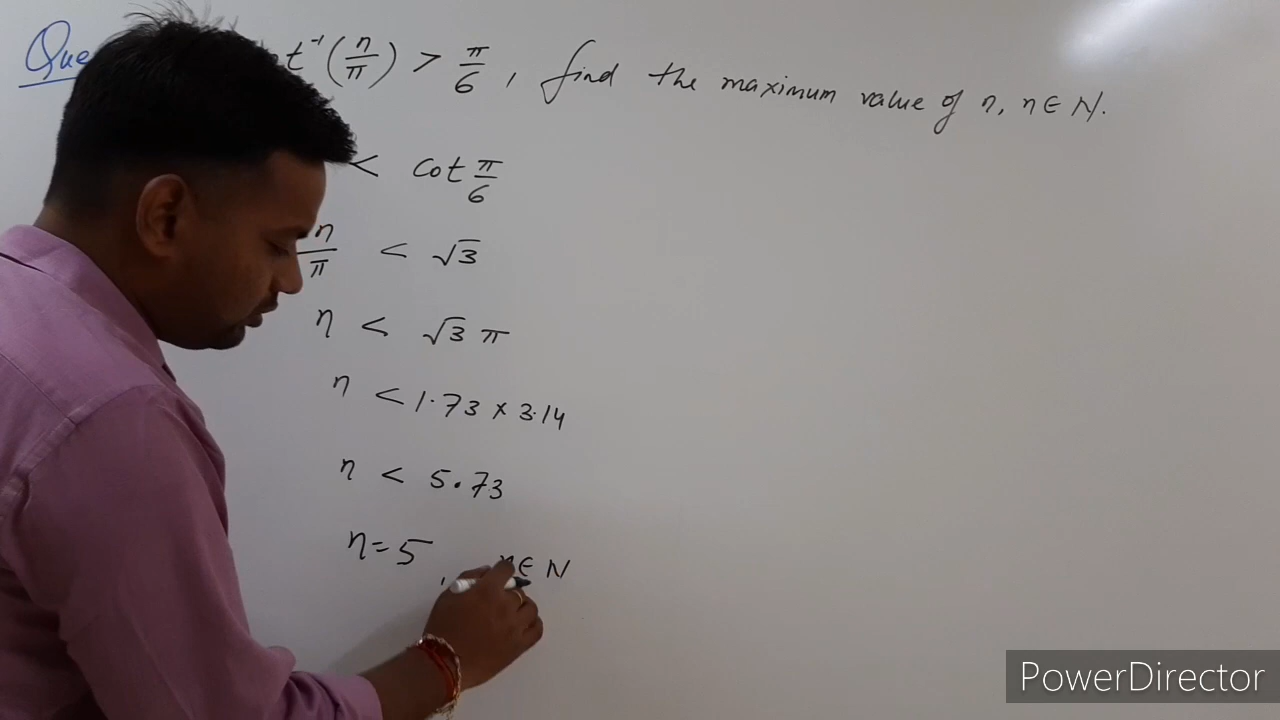 Que t⁻¹(n/π) > π/6, find the maximum value of n, n ∈ N.
< cot π/6
n/π < √3
n < √3 π
n < 1.73 × 3.14
n < 5.73
n = 5, n ∈ N
PowerDirector